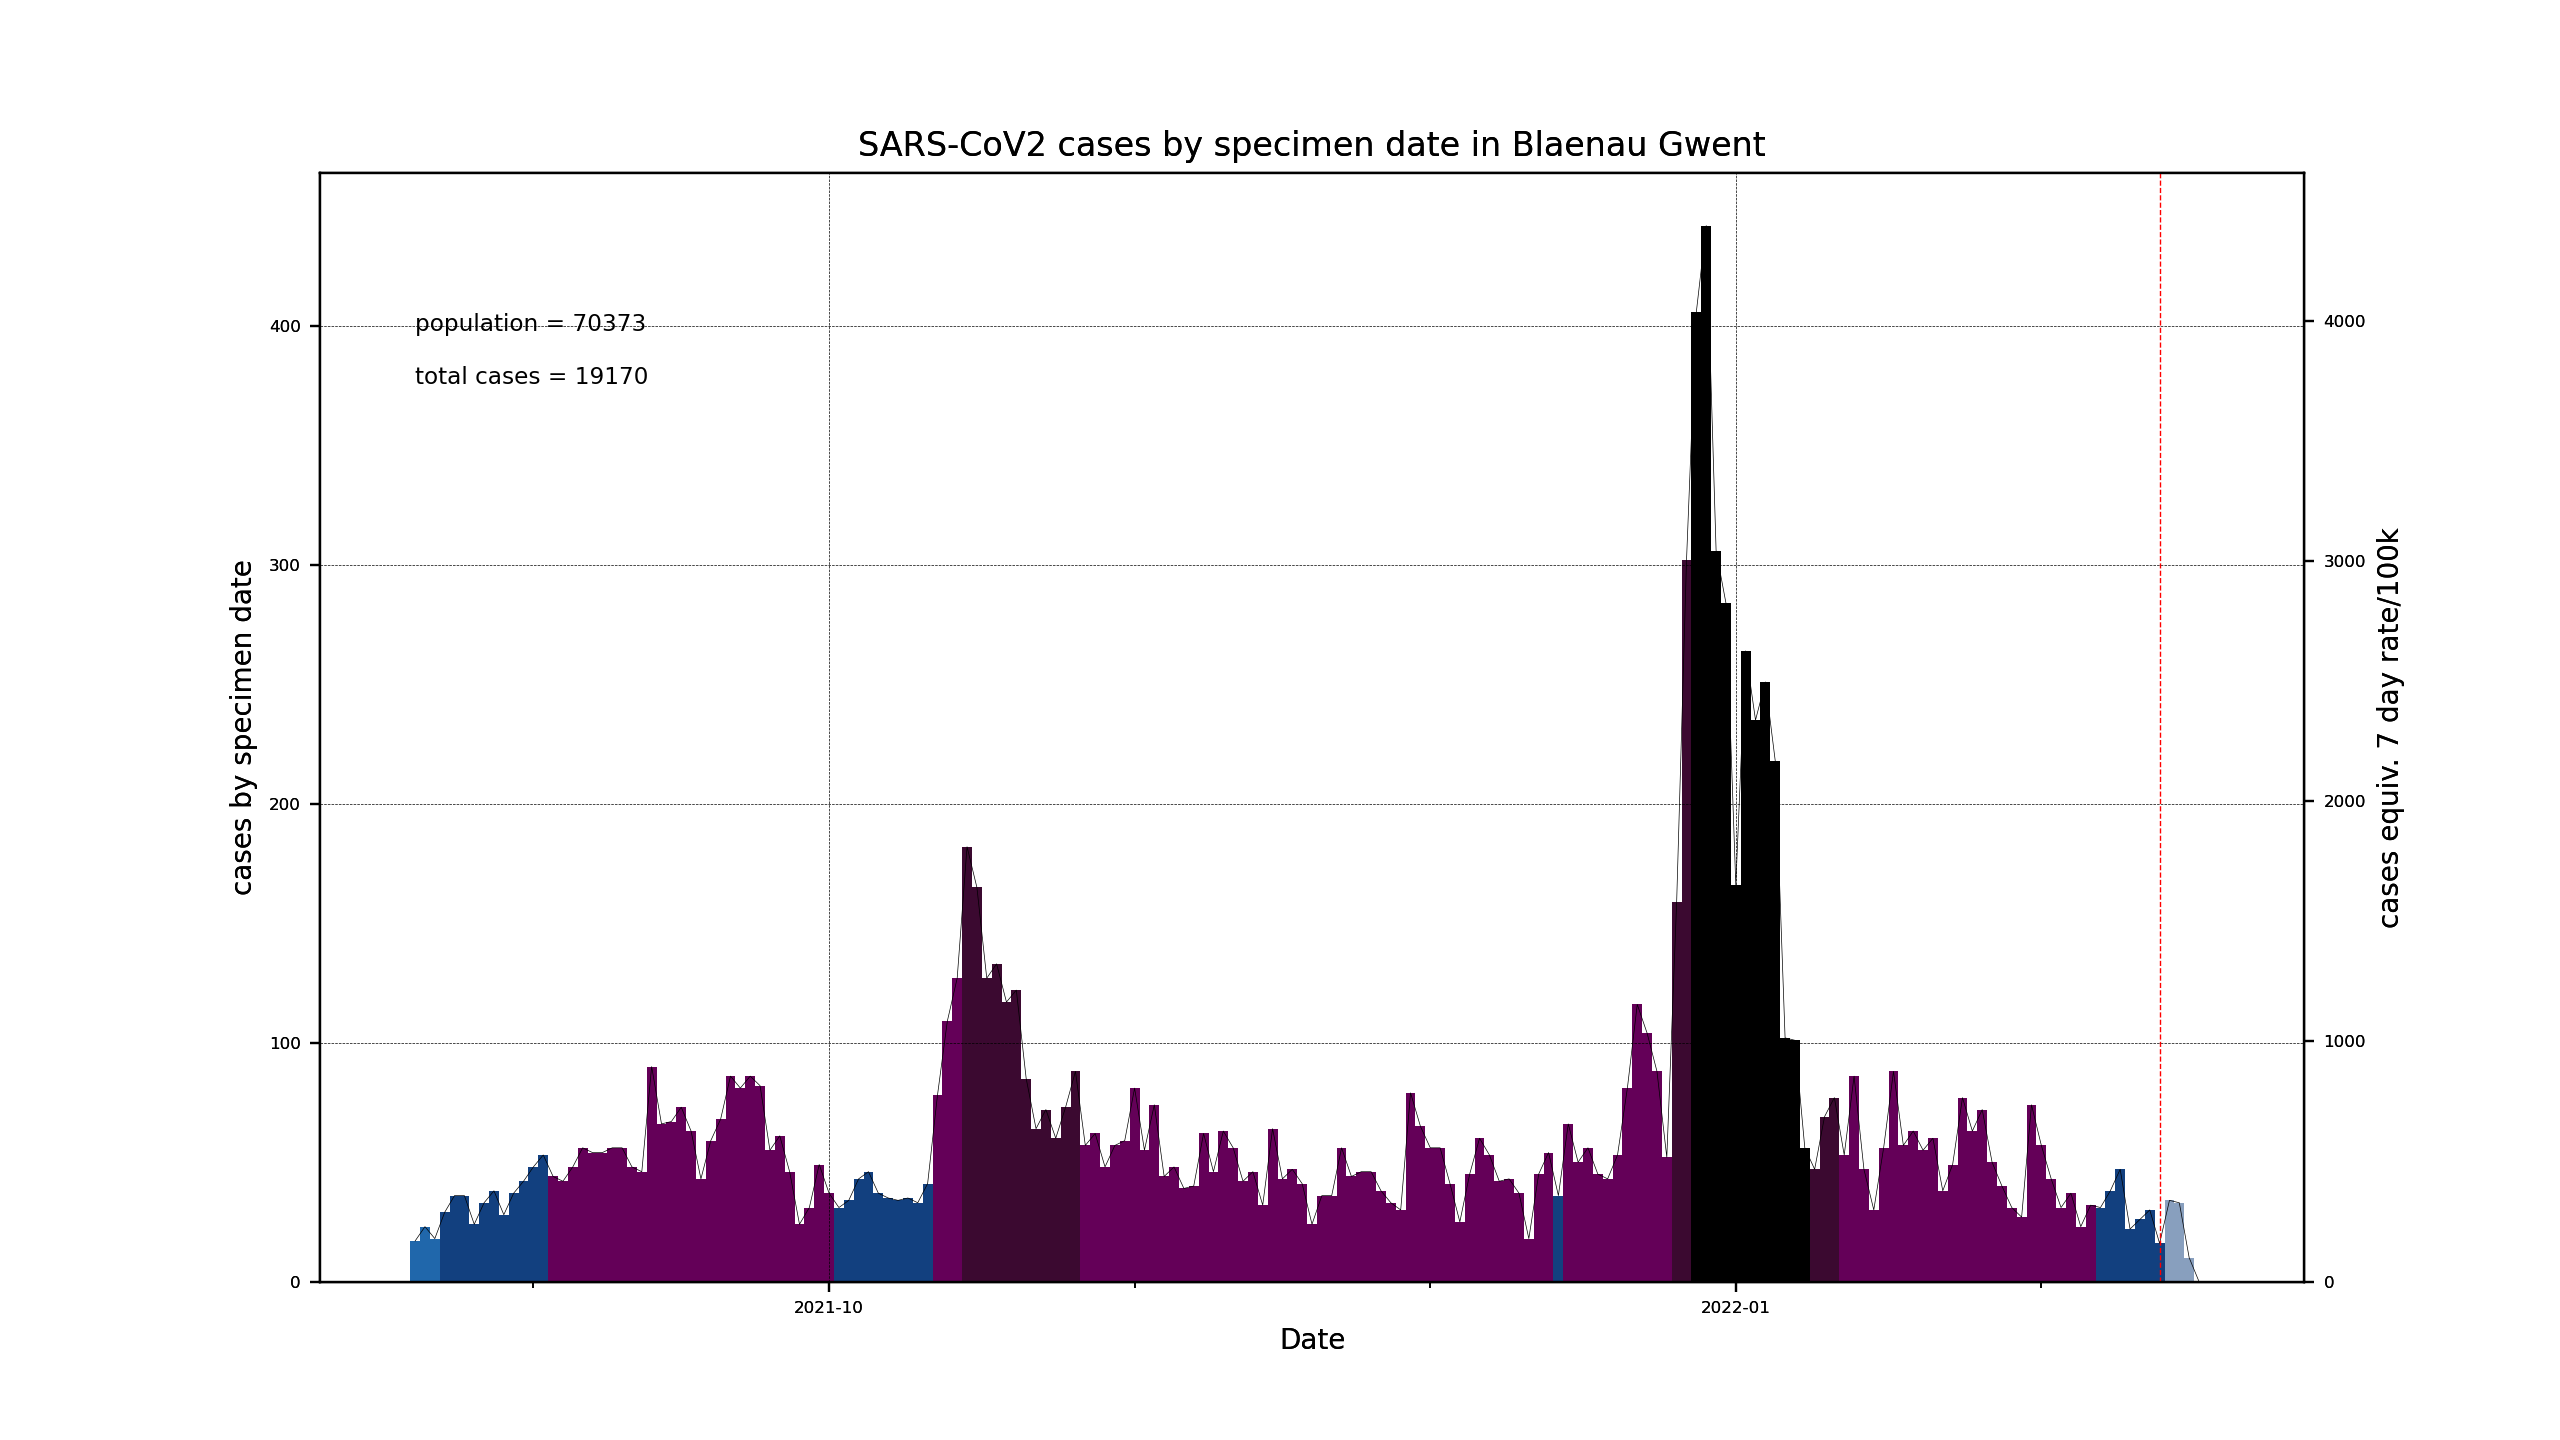 SARS-CoV2 cases by specimen date in Blaenau Gwent
population = 70373
total cases = 19170
cases by specimen date
400
300
200
100
0
4000
3000
2000
1000
0
cases equiv. 7 day rate/100k
2021-10
2022-01
Date